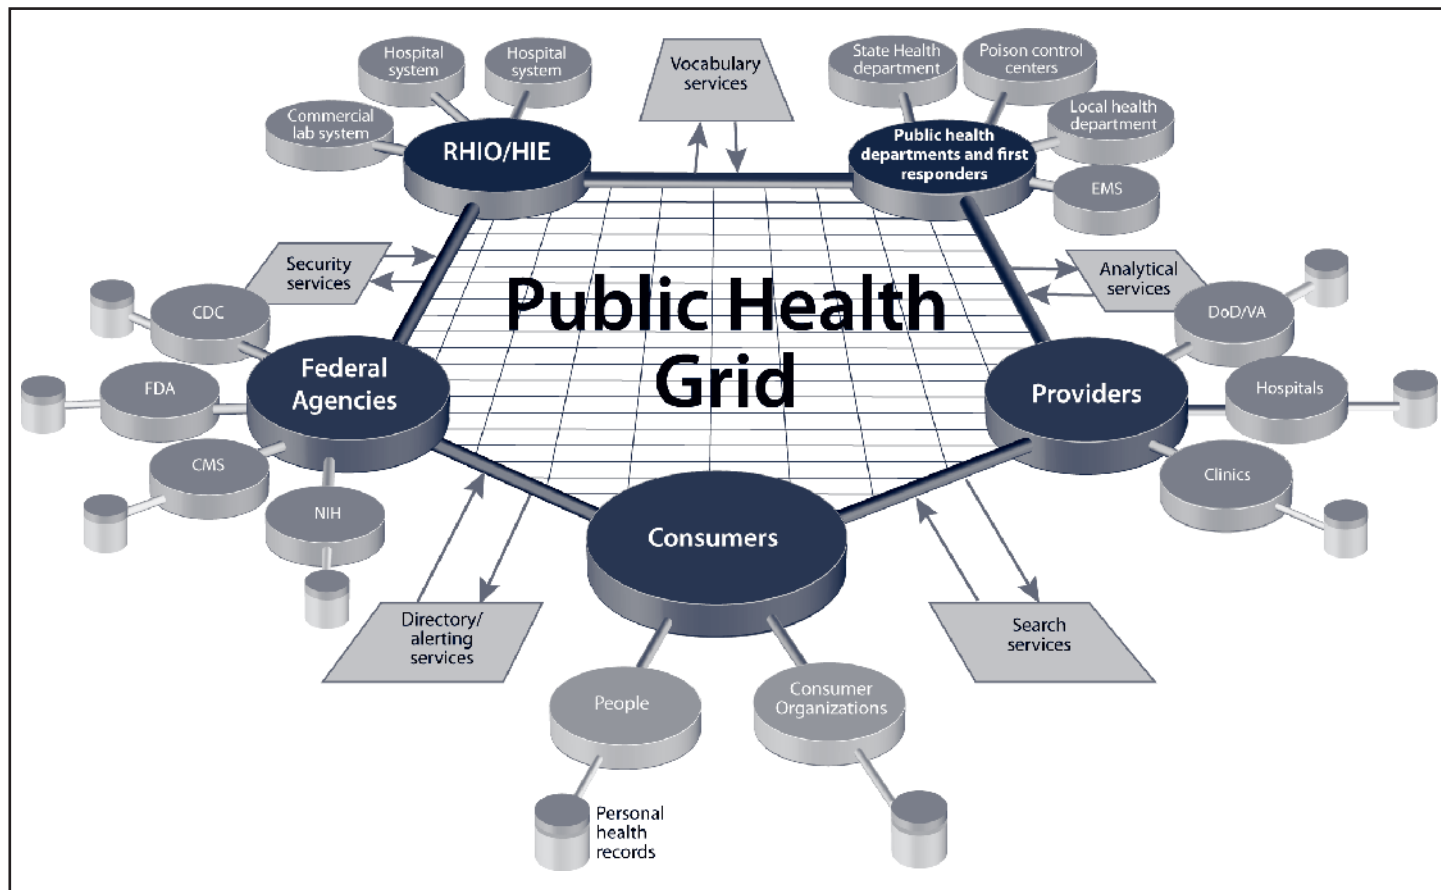 Hospital
system
Hospital
system
Commercial
lab system
RHIO/HIE
Vocabulary
services
State Health
department
Poison control
centers
Local health
department
Public health
departments and first
responders
EMS
Security
services
Analytical
services
Public Health
Grid
CDC
FDA
CMS
NIH
Federal
Agencies
DoD/VA
Hospitals
Clinics
Providers
Consumers
Directory/
alerting
services
Search
services
People
Consumer
Organizations
Personal
health
records